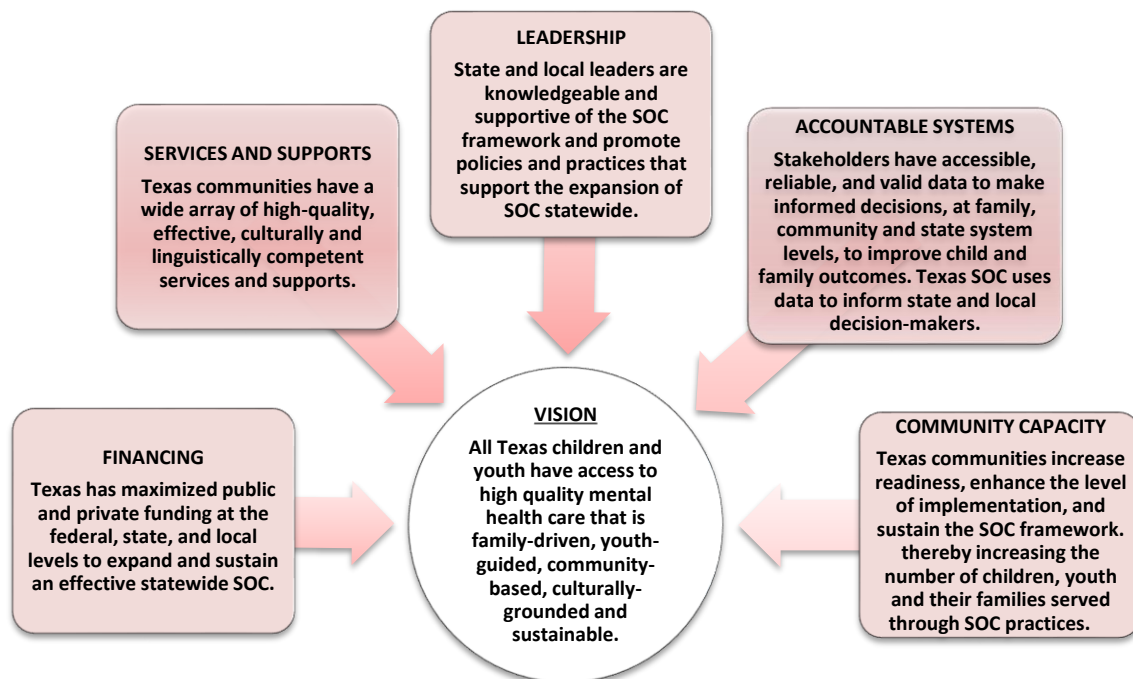 LEADERSHIP
State and local leaders are
knowledgeable and
supportive of the SOC
framework and promote
policies and practices that
support the expansion of
SOC statewide.
SERVICES AND SUPPORTS
Texas communities have a
wide array of high-quality,
effective, culturally and
linguistically competent
services and supports.
ACCOUNTABLE SYSTEMS
Stakeholders have accessible,
reliable, and valid data to make
informed decisions, at family,
community and state system
levels, to improve child and
family outcomes. Texas SOC uses
data to inform state and local
decision-makers.
FINANCING
Texas has maximized public
and private funding at the
federal, state, and local
levels to expand and sustain
an effective statewide SOC.
VISION
All Texas children and
youth have access to
high quality mental
health care that is
family-driven, youth-
guided, community-
based, culturally-
grounded and
sustainable.
COMMUNITY CAPACITY
Texas communities increase
readiness, enhance the level
of implementation, and
sustain the SOC framework.
thereby increasing the
number of children, youth
and their families served
through SOC practices.